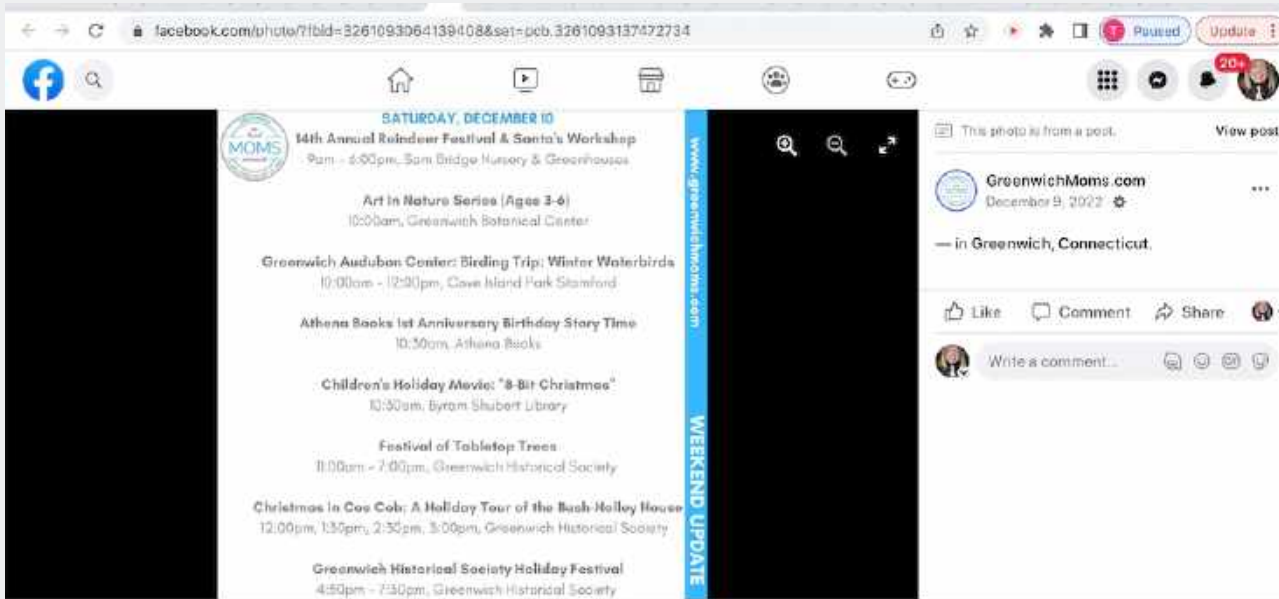 facebook.com/photo/?fbid=3261093064139408&set=pcb.3261093137472734
Paused
Update
20+
MOMS
SATURDAY, DECEMBER 10
14th Annual Reindeer Festival & Santa's Workshop
9am - 6:00pm, Sam Bridge Nursery & Greenhouses
Art in Nature Series (Ages 3-6)
10:00am, Greenwich Botanical Center
Greenwich Audubon Center: Birding Trip: Winter Waterbirds
10:00am - 12:00pm, Cove Island Park Stamford
Athena Books 1st Anniversary Birthday Story Time
10:30am, Athena Books
Children's Holiday Movie: "8-Bit Christmas"
10:30am, Byram Shubert Library
Festival of Tabletop Trees
11:00am - 7:00pm, Greenwich Historical Society
Christmas in Cos Cob: A Holiday Tour of the Bush-Holley House
12:00pm, 1:30pm, 2:30pm, 3:00pm, Greenwich Historical Society
Greenwich Historical Society Holiday Festival
4:30pm - 7:30pm, Greenwich Historical Society
www.greenwichmoms.com
WEEKEND UPDATE
This photo is from a post.
View post
GreenwichMoms.com
December 9, 2022
— in Greenwich, Connecticut.
Like
Comment
Share
Write a comment...